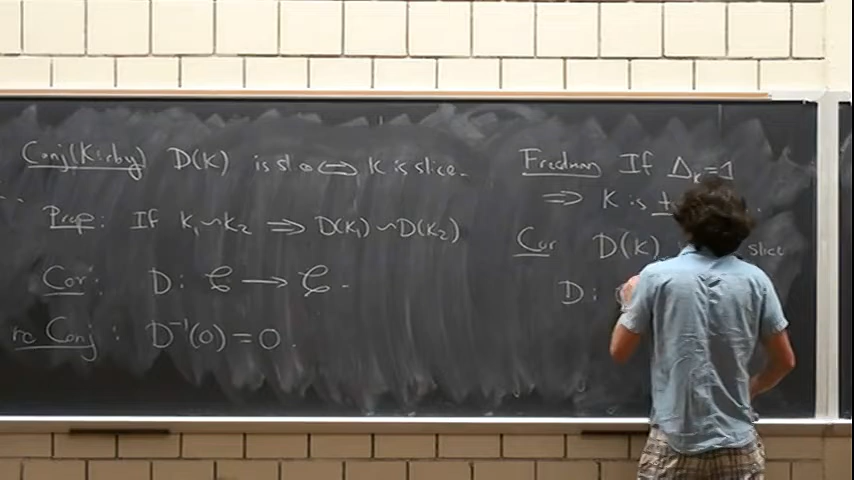 Conj(Kirby) D(K) is slo ⟺ K is slice.
Prop: If K₁ ~ K₂ ⟹ D(K₁) ~ D(K₂)
Cor: D: 𝒞 ⟶ 𝒞.
Conj: D⁻¹(0) = 0.
Freedman If Δ_K = 1
⟹ K is
Cor D(K) slice
D: